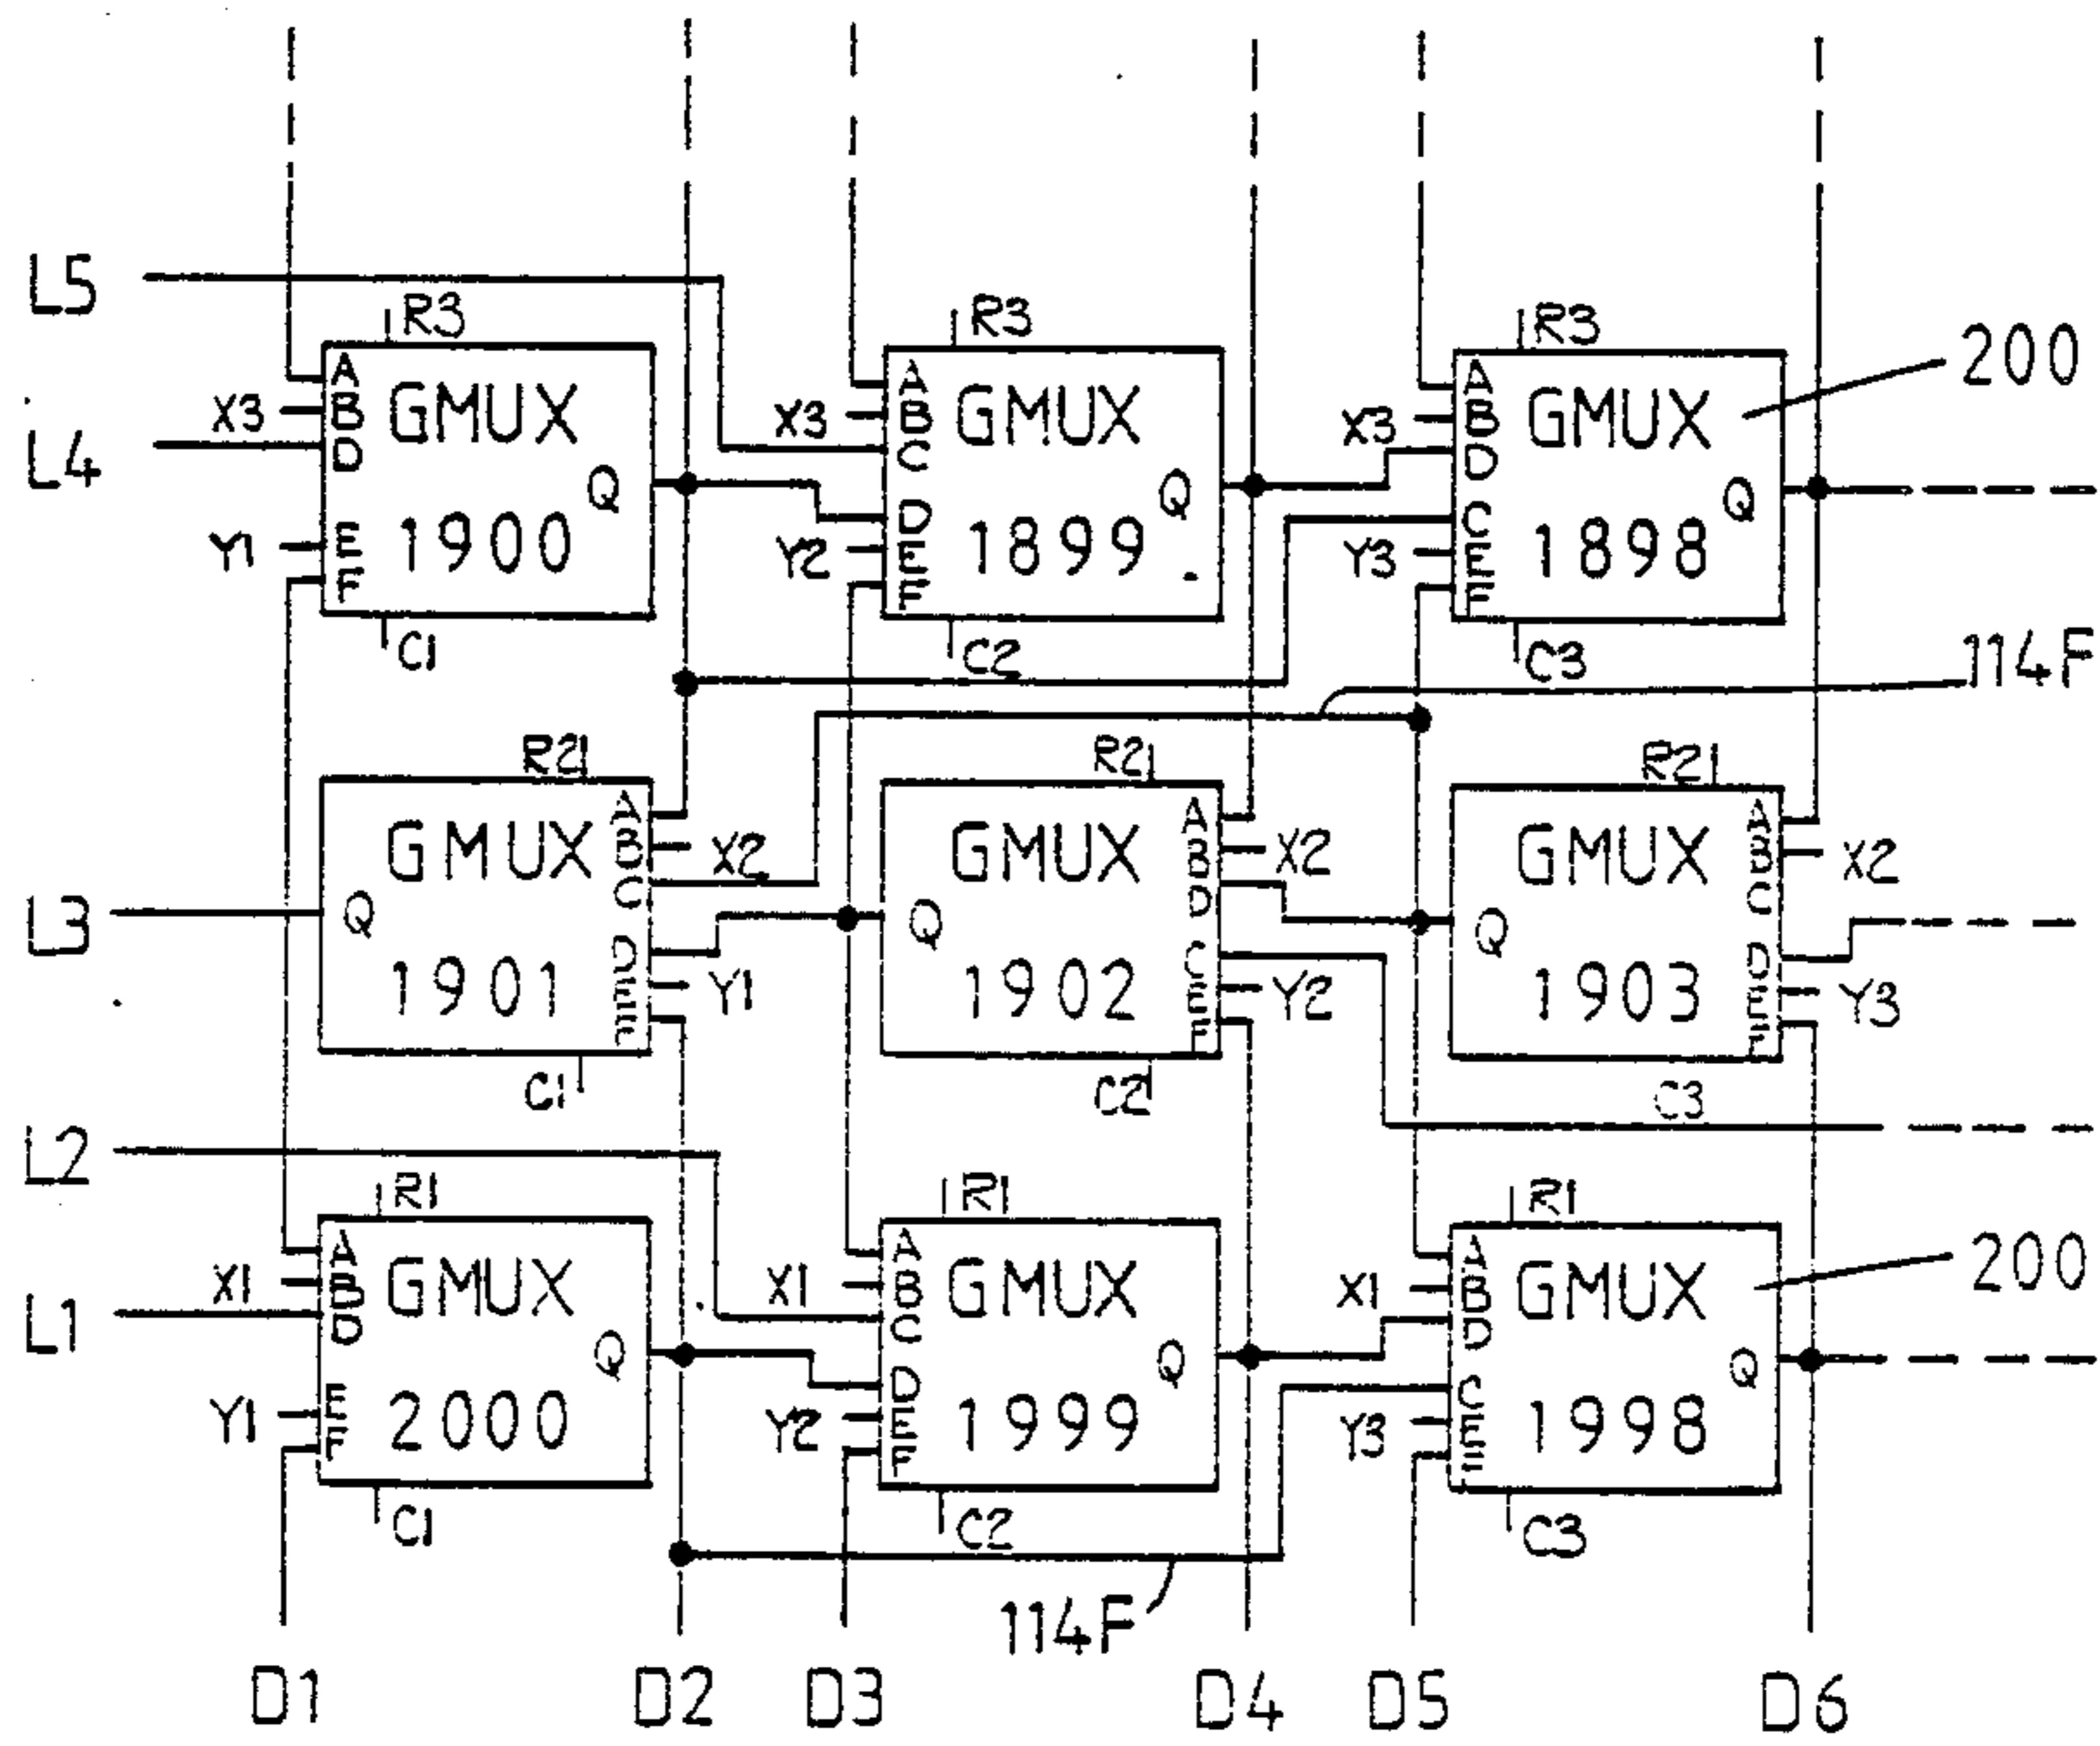 L5
R3 R3 R3
A A A 200
X3 B GMUX X3 B GMUX X3 B GMUX
L4 D C D
Q D Q C Q
Y1 E 1900 Y2 E 1899 Y3 E 1898
F F F
C1 C2 C3 114F
R2 R2 R2
A A A
GMUX B X2 GMUX B X2 GMUX B X2
C D C
L3 Q Q Q
D C D
1901 E Y1 1902 E Y2 1903 E Y3
F F F
C1 C2 C3
L2
R1 R1 R1
A A A 200
X1 B GMUX X1 B GMUX X1 B GMUX
L1 D C D
Q D Q C Q
Y1 E 2000 Y2 E 1999 Y3 E 1998
F F F
C1 C2 C3
114F
D1 D2 D3 D4 D5 D6